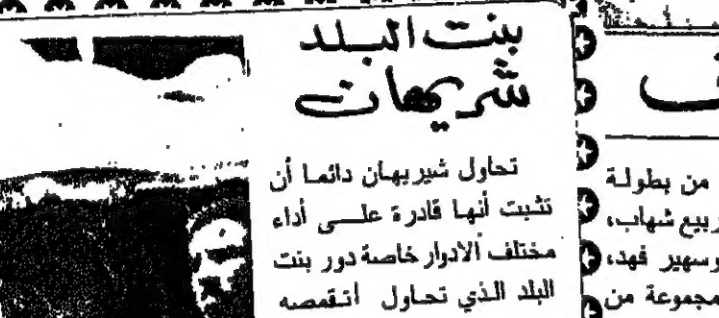 بنت البلد
شريهان
تحاول شيريهان دائما أن
تثبت أنها قادرة على أداء
مختلف الادوار خاصة دور بنت
البلد الذي تحاول اتقمصه
من بطولة
ربيع شهاب،
وسهير فهد،
مجموعة من